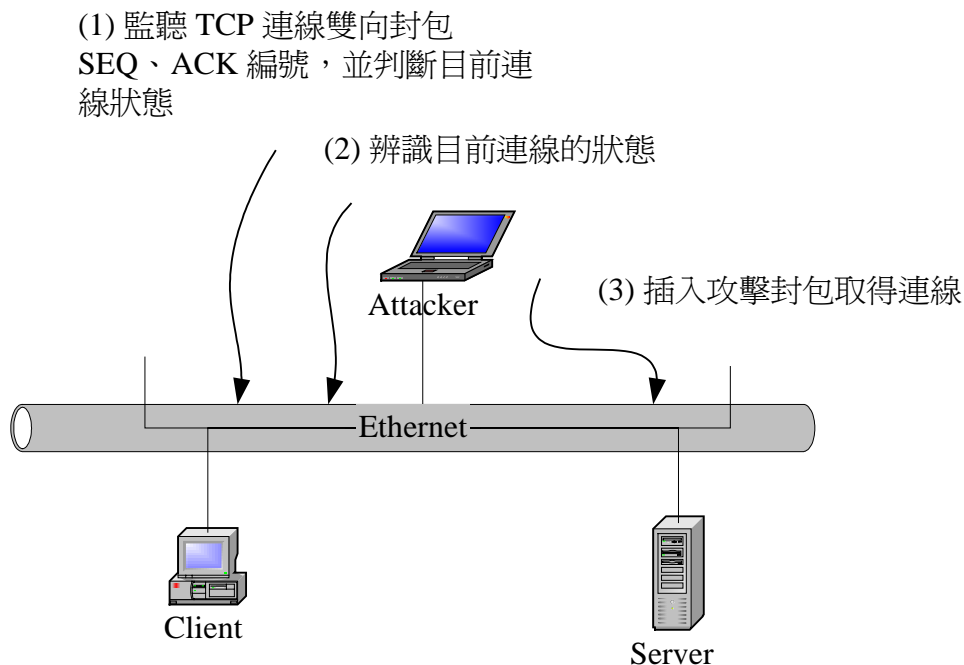 (1) 監聽 TCP 連線雙向封包
SEQ、ACK 編號，並判斷目前連
線狀態
(2) 辨識目前連線的狀態
(3) 插入攻擊封包取得連線
Attacker
Ethernet
Client
Server